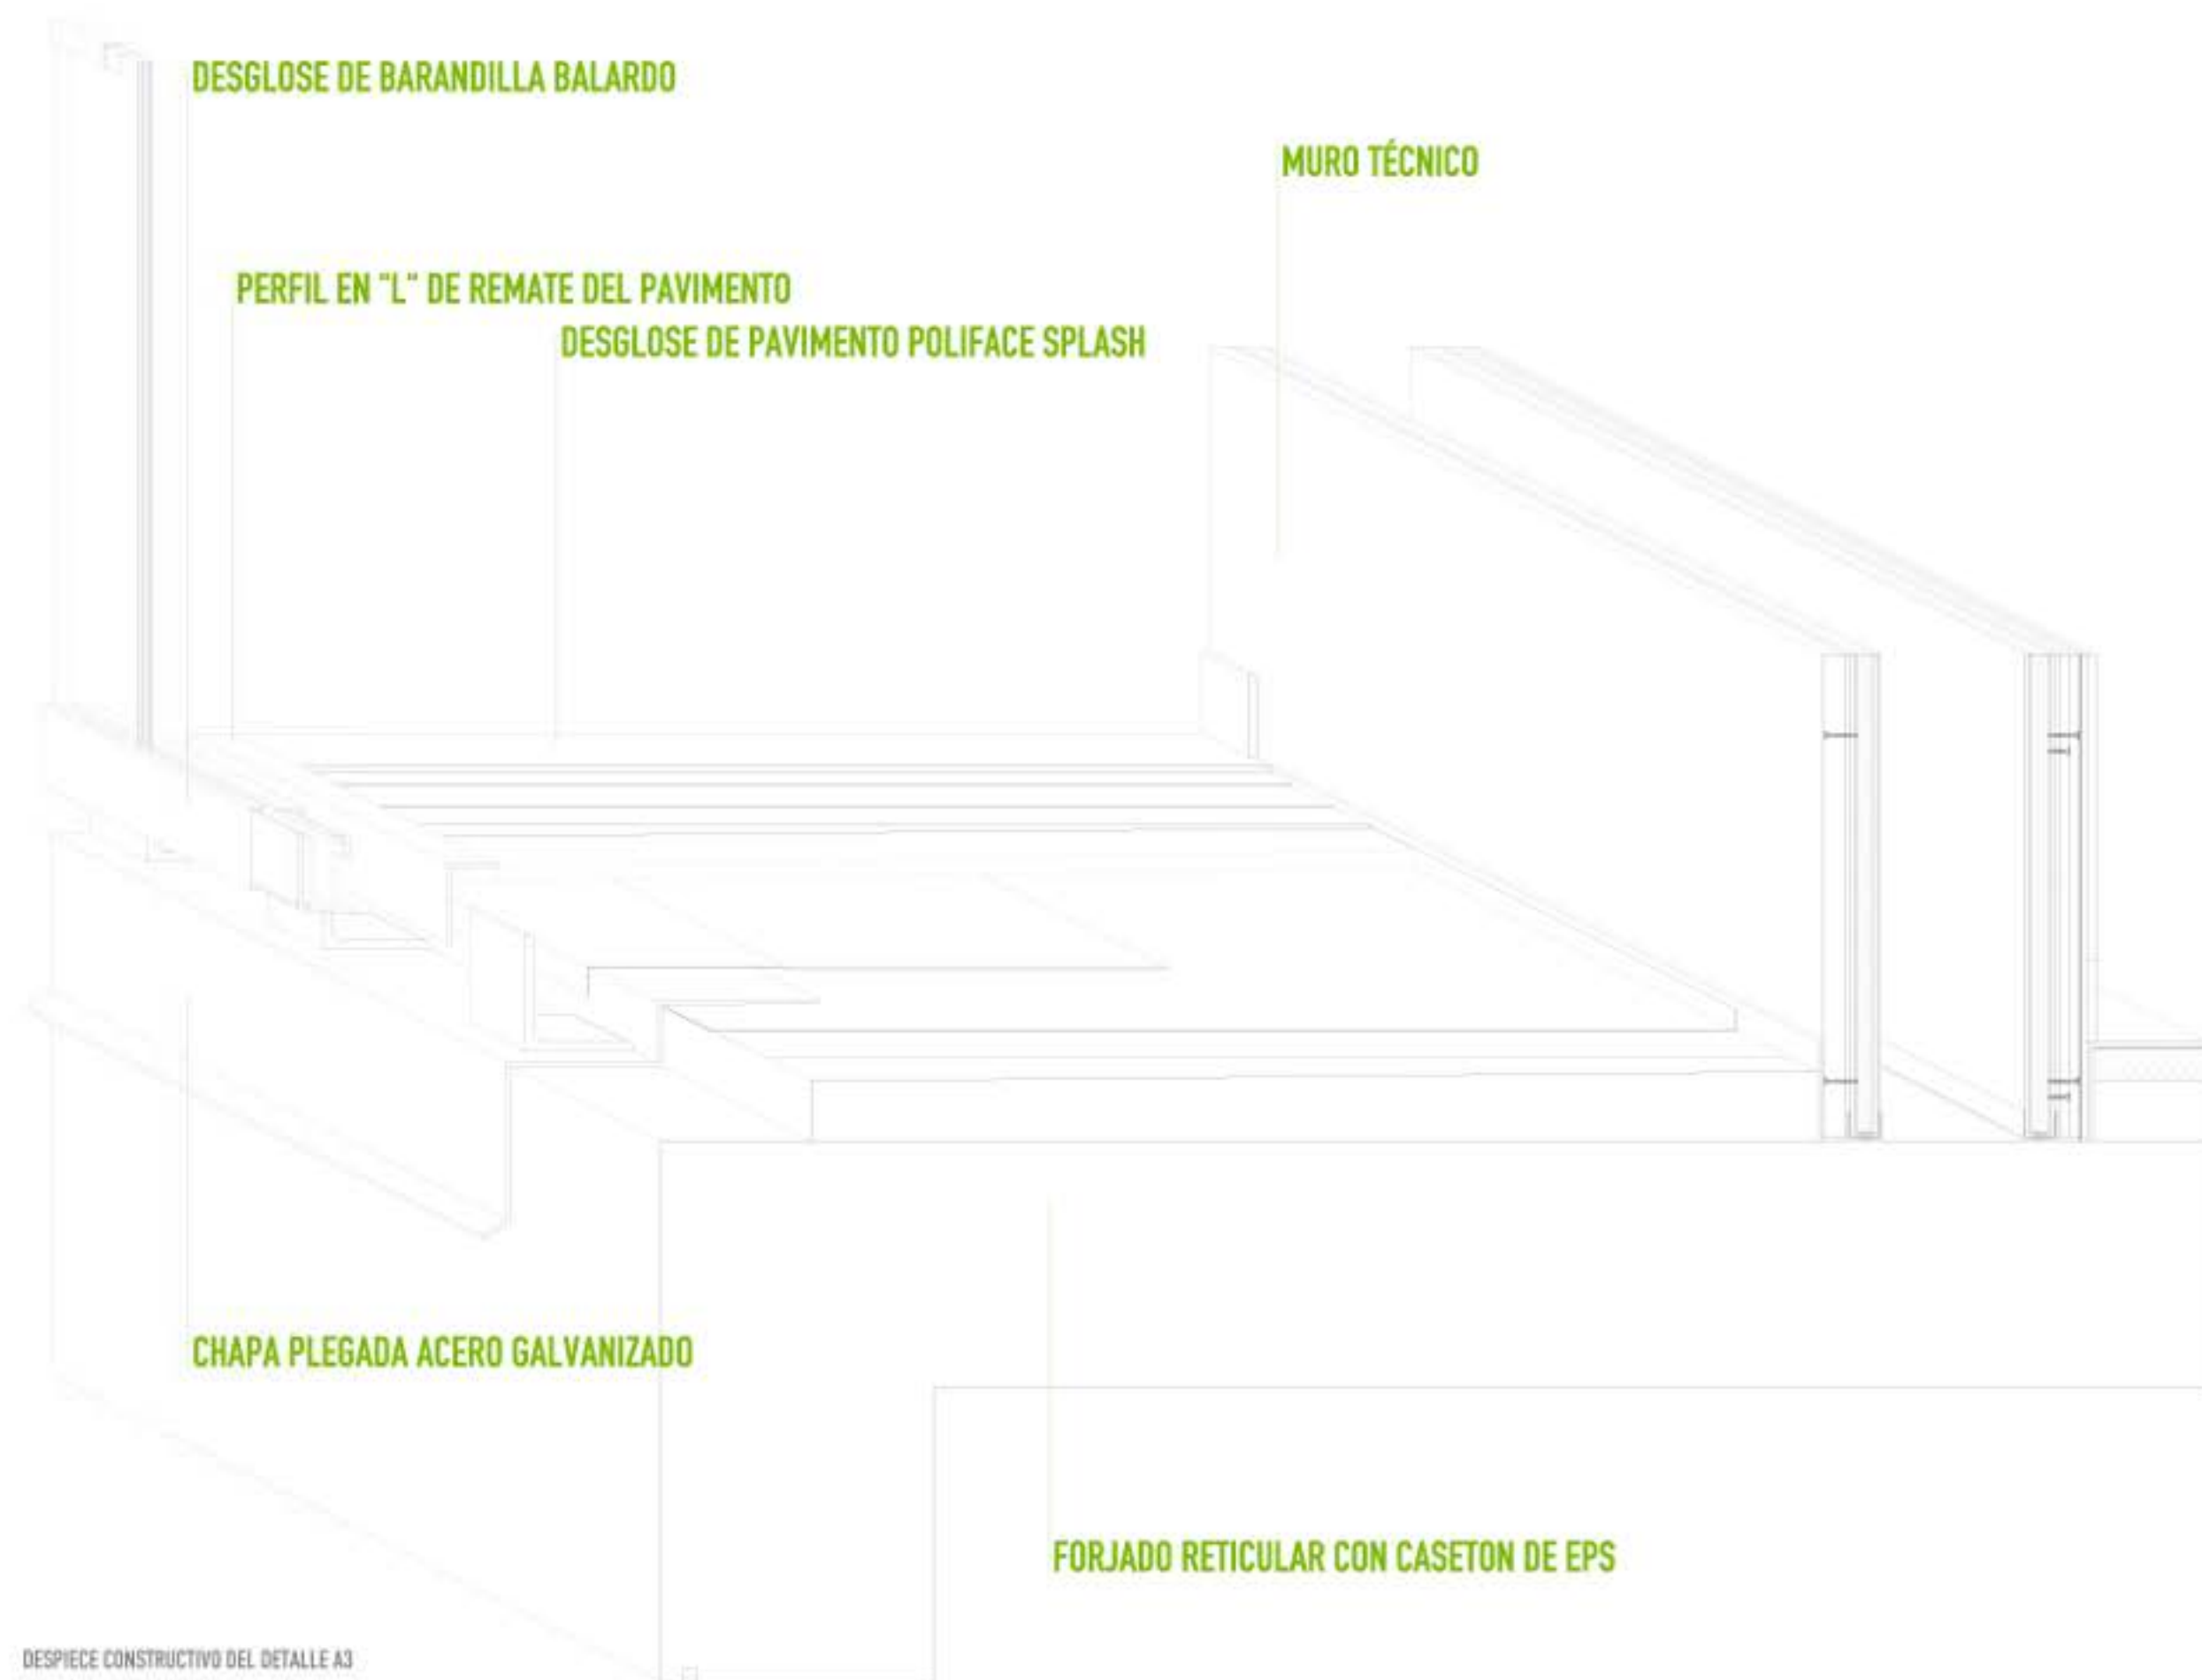 DESGLOSE DE BARANDILLA BALARDO
MURO TÉCNICO
PERFIL EN "L" DE REMATE DEL PAVIMENTO
DESGLOSE DE PAVIMENTO POLIFACE SPLASH
CHAPA PLEGADA ACERO GALVANIZADO
FORJADO RETICULAR CON CASETON DE EPS
DESPIECE CONSTRUCTIVO DEL DETALLE A3